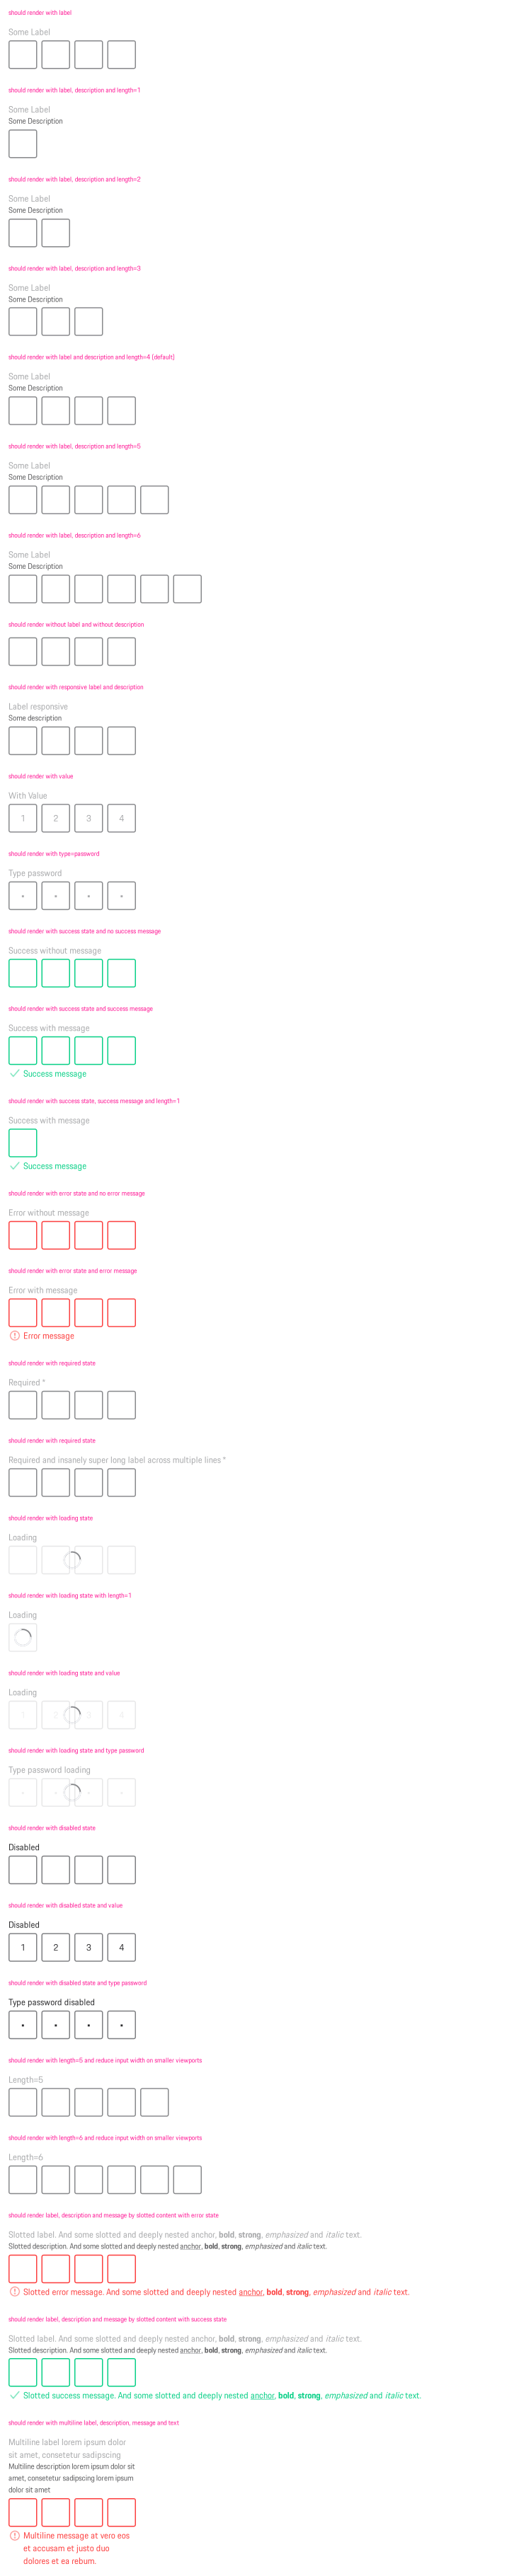 should render with label
Some Label
should render with label, description and length=1
Some Label
Some Description
should render with label, description and length=2
Some Label
Some Description
should render with label, description and length=3
Some Label
Some Description
should render with label and description and length=4 (default)
Some Label
Some Description
should render with label, description and length=5
Some Label
Some Description
should render with label, description and length=6
Some Label
Some Description
should render without label and without description
should render with responsive label and description
Label responsive
Some description
should render with value
With Value
1 2 3 4
should render with type=password
Type password
• • • •
should render with success state and no success message
Success without message
should render with success state and success message
Success with message
Success message
should render with success state, success message and length=1
Success with message
Success message
should render with error state and no error message
Error without message
should render with error state and error message
Error with message
Error message
should render with required state
Required *
should render with required state
Required and insanely super long label across multiple lines *
should render with loading state
Loading
should render with loading state with length=1
Loading
should render with loading state and value
Loading
1 2 3 4
should render with loading state and type password
Type password loading
• • • •
should render with disabled state
Disabled
should render with disabled state and value
Disabled
1 2 3 4
should render with disabled state and type password
Type password disabled
• • • •
should render with length=5 and reduce input width on smaller viewports
Length=5
should render with length=6 and reduce input width on smaller viewports
Length=6
should render label, description and message by slotted content with error state
Slotted label. And some slotted and deeply nested anchor, bold, strong, emphasized and italic text.
Slotted description. And some slotted and deeply nested anchor, bold, strong, emphasized and italic text.
Slotted error message. And some slotted and deeply nested anchor, bold, strong, emphasized and italic text.
should render label, description and message by slotted content with success state
Slotted label. And some slotted and deeply nested anchor, bold, strong, emphasized and italic text.
Slotted description. And some slotted and deeply nested anchor, bold, strong, emphasized and italic text.
Slotted success message. And some slotted and deeply nested anchor, bold, strong, emphasized and italic text.
should render with multiline label, description, message and text
Multiline label lorem ipsum dolor
sit amet, consetetur sadipscing
Multiline description lorem ipsum dolor sit
amet, consetetur sadipscing lorem ipsum
dolor sit amet
Multiline message at vero eos
et accusam et justo duo
dolores et ea rebum.